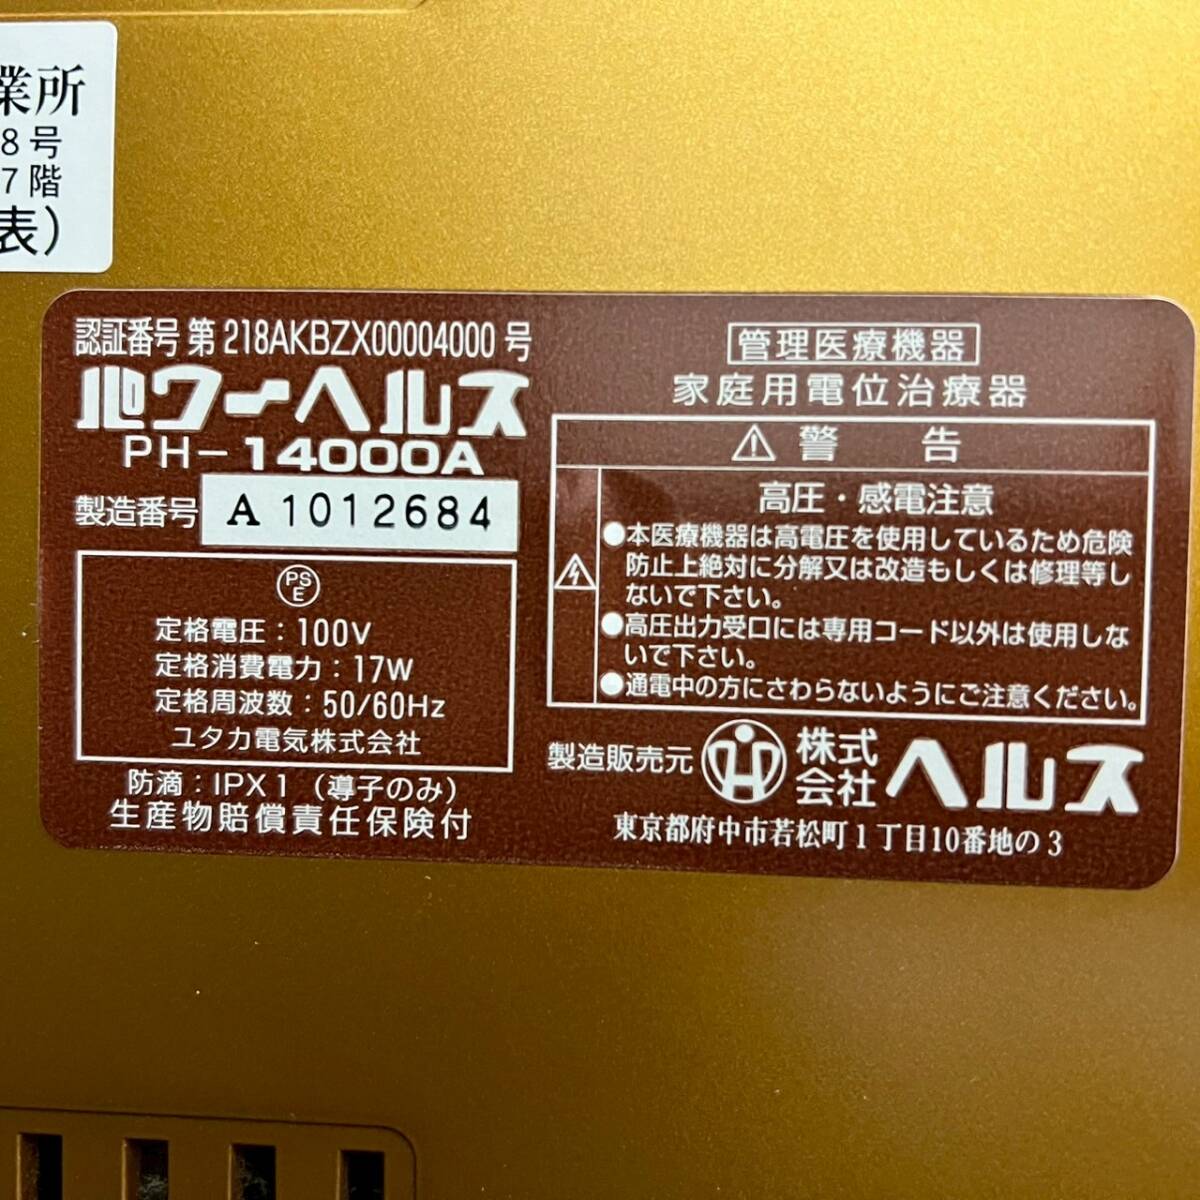 業所
8号
7階
表）
認証番号 第 218AKBZX00004000 号
パワーヘルス
PH-14000A
製造番号 A 1012684
PS
E
定格電圧：100V
定格消費電力：17W
定格周波数：50/60Hz
ユタカ電気株式会社
防滴：IPX1（導子のみ）
生産物賠償責任保険付
管理医療機器
家庭用電位治療器
警 告
高圧・感電注意
●本医療機器は高電圧を使用しているため危険
防止上絶対に分解又は改造もしくは修理等し
ないで下さい。
●高圧出力受口には専用コード以外は使用しな
いで下さい。
●通電中の方にさわらないようにご注意ください。
製造販売元 株式会社 ヘルス
東京都府中市若松町1丁目10番地の3